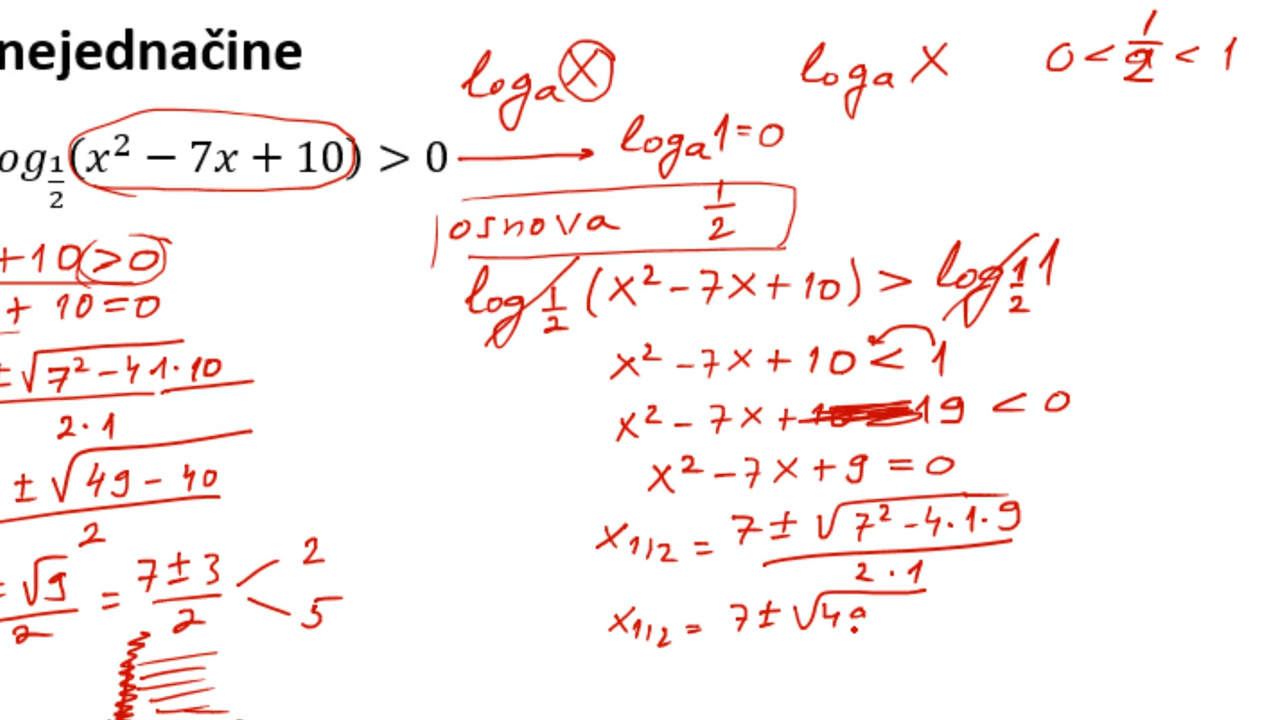 nejednačine
log_a x
log_a x
0 < 1/2 < 1
og_{1/2}(x² − 7x + 10) > 0
log_a 1 = 0
osnova 1/2
+ 10 > 0
+ 10 = 0
± √(7² − 4·1·10)
2 · 1
± √(49 − 40)
2
√9 / 2 = (7 ± 3) / 2
2
5
log_{1/2} (x² − 7x + 10) > log_{1/2} 1
x² − 7x + 10 < 1
x² − 7x + 9 < 0
x² − 7x + 9 = 0
x_{1/2} = 7 ± √(7² − 4·1·9)
2 · 1
x_{1/2} = 7 ± √4